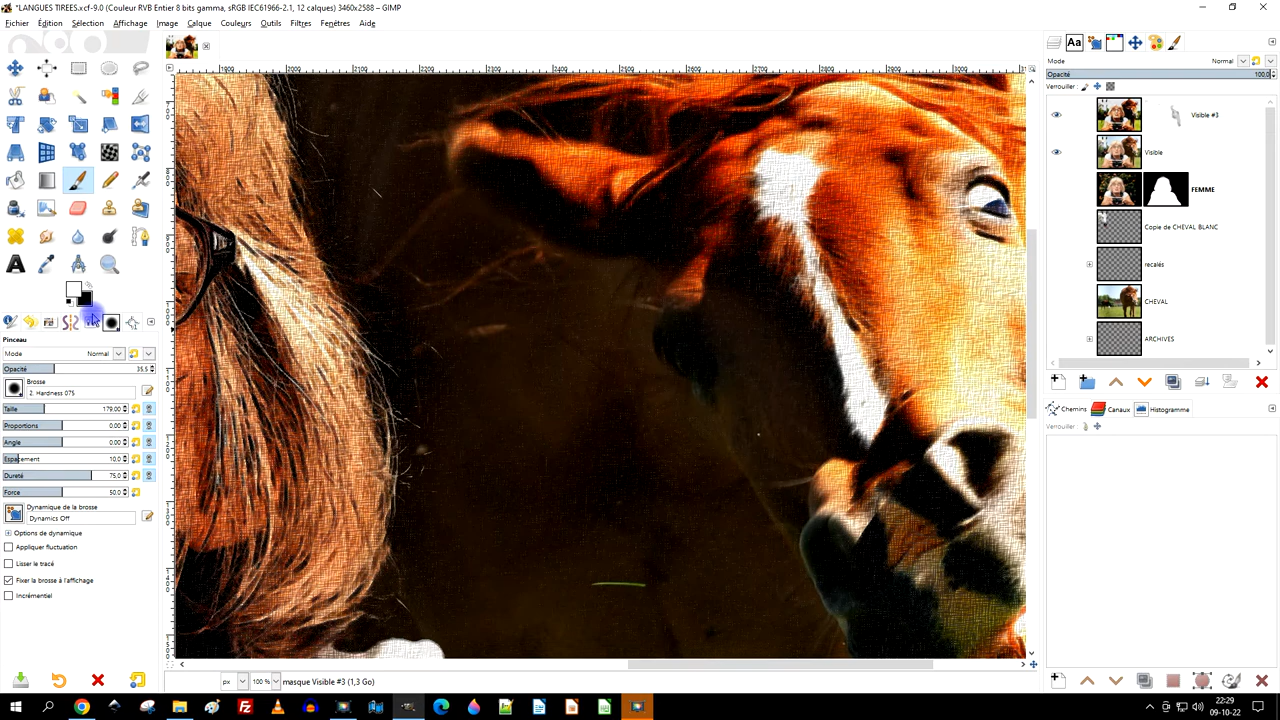 *LANGUES TIREES.xcf-9.0 (Couleur RVB Entier 8 bits gamma, sRGB IEC61966-2.1, 12 calques) 3460x2588 – GIMP
Fichier Édition Sélection Affichage Image Calque Couleurs Outils Filtres Fenêtres Aide
1900 2000 2100 2200 2300 2400 2500 2600 2700 2800 2900 3000
Mode Normal
Opacité 100,0
Verrouiller :
Visible #3
Visible
FEMME
Copie de CHEVAL BLANC
recalés
CHEVAL
ARCHIVES
Chemins Canaux Histogramme
Verrouiller :
Pinceau
Mode Normal
Opacité 35,5
Brosse
2. Hardness 075
Taille 179,00
Proportions 0,00
Angle 0,00
Espacement 10,0
Dureté 75,0
Force 50,0
Dynamique de la brosse
Dynamics Off
Options de dynamique
Appliquer fluctuation
Lisser le tracé
Fixer la brosse à l'affichage
Incrémentiel
px 100 % masque Visible #3 (1,3 Go)
22:29
09-10-22